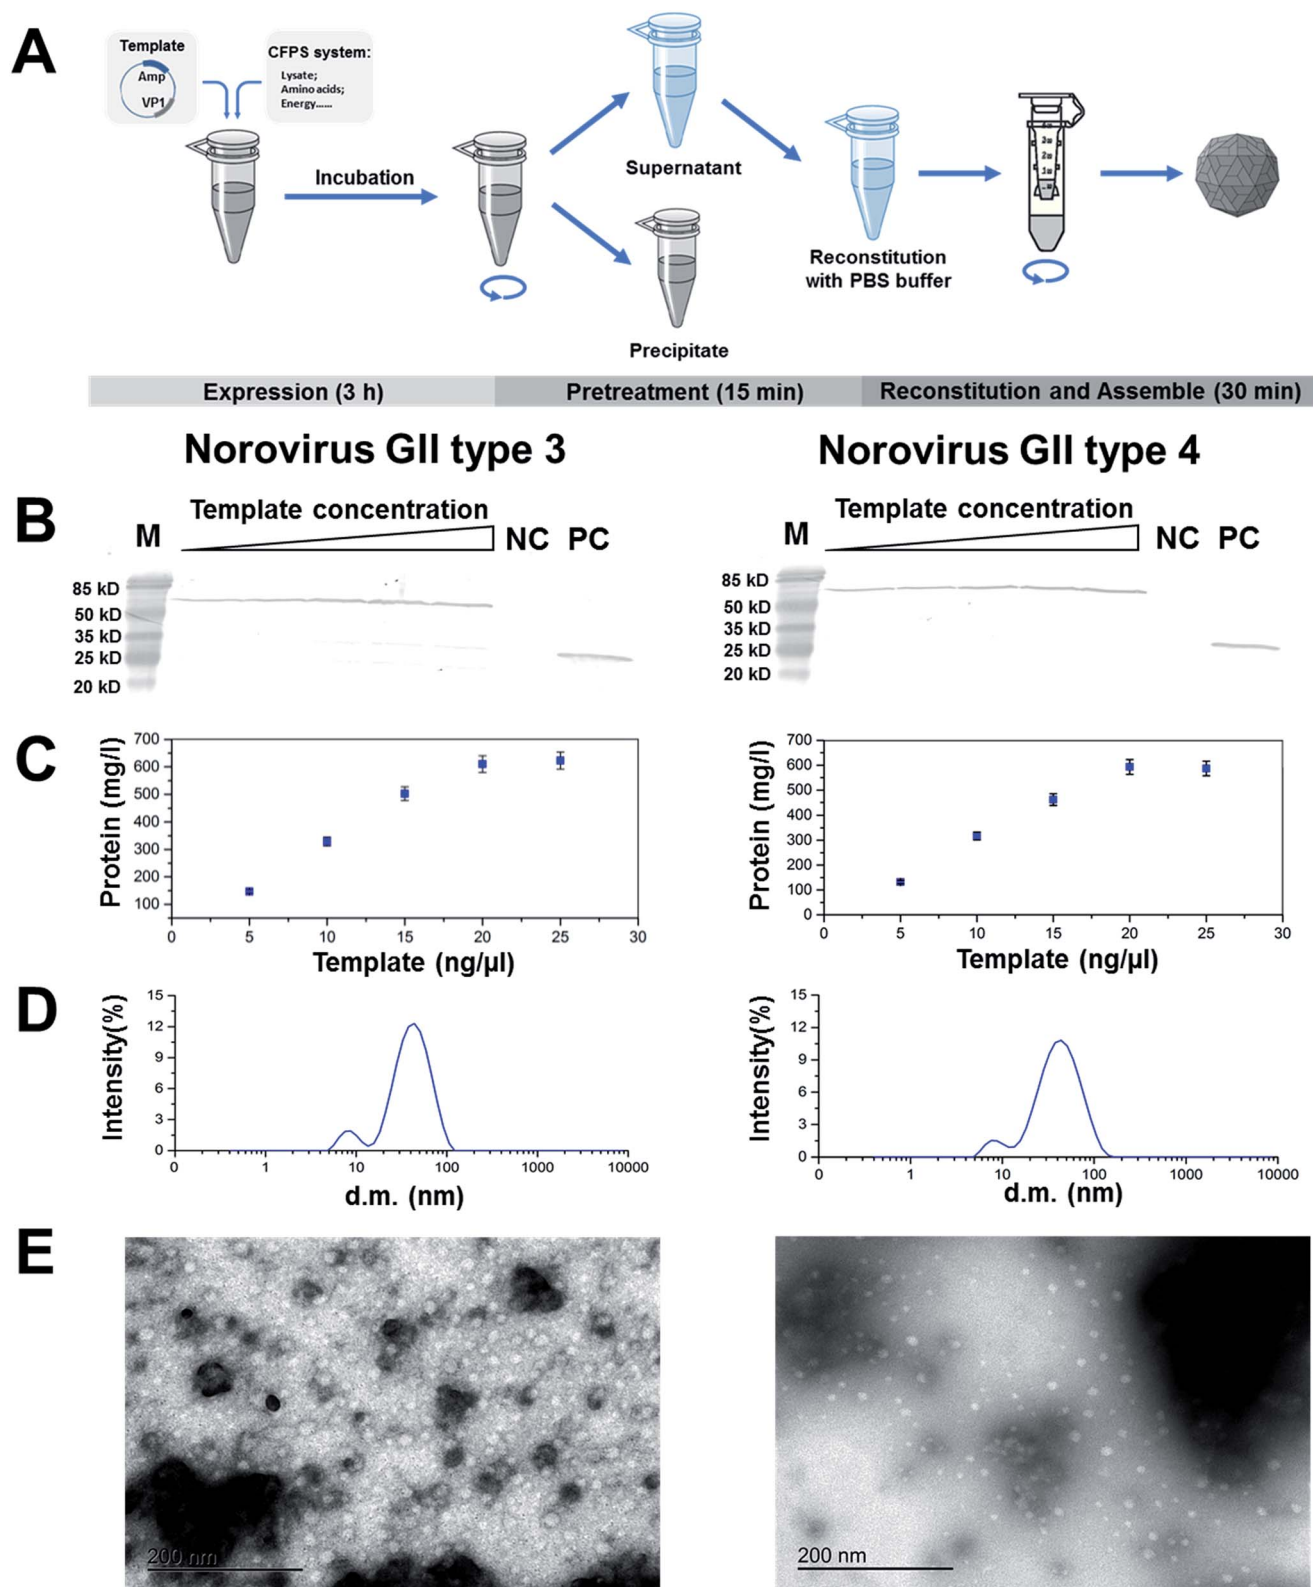 A
Template
Amp
VP1
CFPS system:
Lysate;
Amino acids;
Energy......
Incubation
Supernatant
Precipitate
Reconstitution
with PBS buffer
Expression (3 h)
Pretreatment (15 min)
Reconstitution and Assemble (30 min)
Norovirus GII type 3
Norovirus GII type 4
B
M
Template concentration
NC
PC
85 kD
50 kD
35 kD
25 kD
20 kD
M
Template concentration
NC
PC
85 kD
50 kD
35 kD
25 kD
20 kD
C
Protein (mg/l)
700
600
500
400
300
200
100
0
5
10
15
20
25
30
Template (ng/µl)
Protein (mg/l)
700
600
500
400
300
200
100
0
0
5
10
15
20
25
30
Template (ng/µl)
D
Intensity(%)
15
12
9
6
3
0
0
1
10
100
1000
10000
d.m. (nm)
Intensity(%)
15
12
9
6
3
0
0
1
10
100
1000
10000
d.m. (nm)
E
200 nm
200 nm